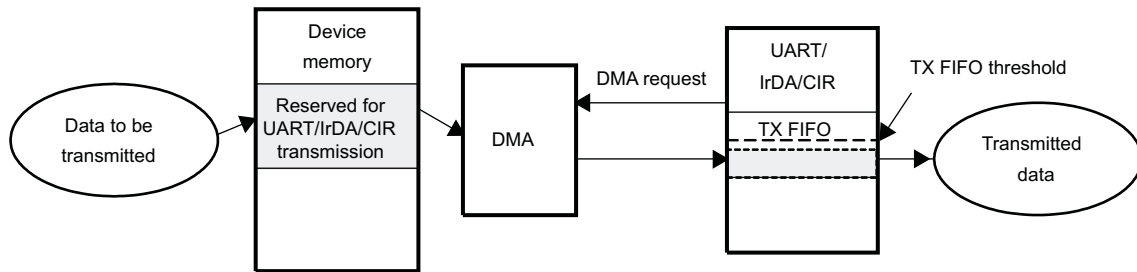 Data to be
transmitted
Device
memory
Reserved for
UART/IrDA/CIR
transmission
DMA
DMA request
UART/
IrDA/CIR
TX FIFO
TX FIFO threshold
Transmitted
data